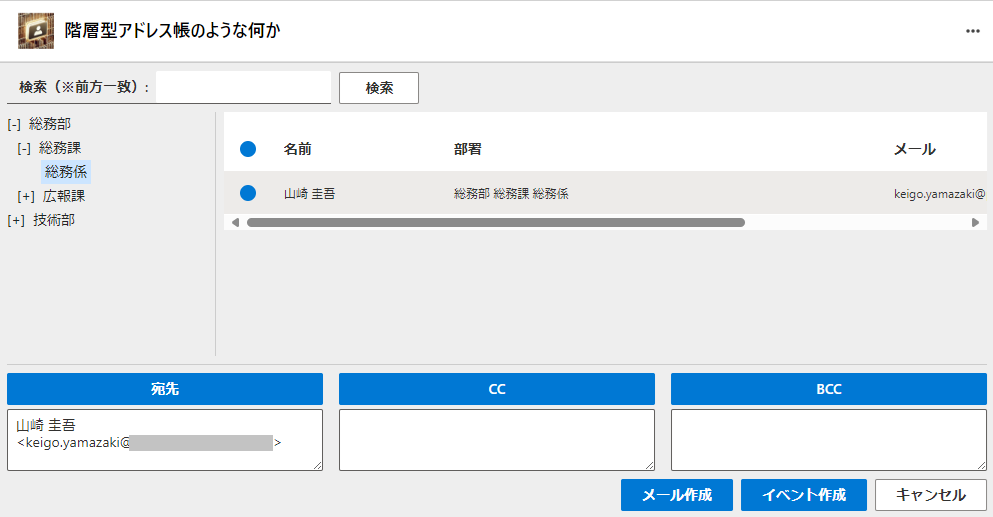 階層型アドレス帳のような何か
検索（※前方一致）:
検索
[-] 総務部
[-] 総務課
総務係
[+] 広報課
[+] 技術部
名前 部署 メール
山崎 圭吾 総務部 総務課 総務係 keigo.yamazaki@
宛先 CC BCC
山崎 圭吾
<keigo.yamazaki@ >
メール作成 イベント作成 キャンセル